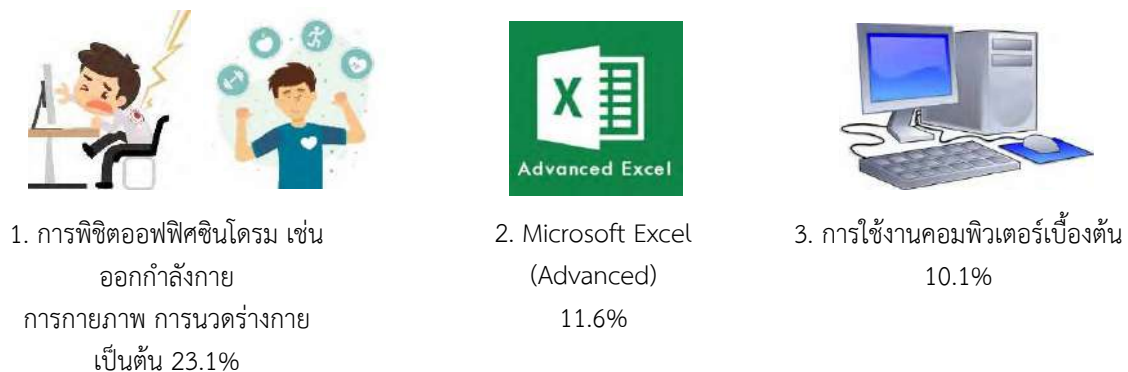 X
Advanced Excel
1. การพิชิตออฟฟิศซินโดรม เช่น
ออกกำลังกาย
การกายภาพ การนวดร่างกาย
เป็นต้น 23.1%
2. Microsoft Excel
(Advanced)
11.6%
3. การใช้งานคอมพิวเตอร์เบื้องต้น
10.1%